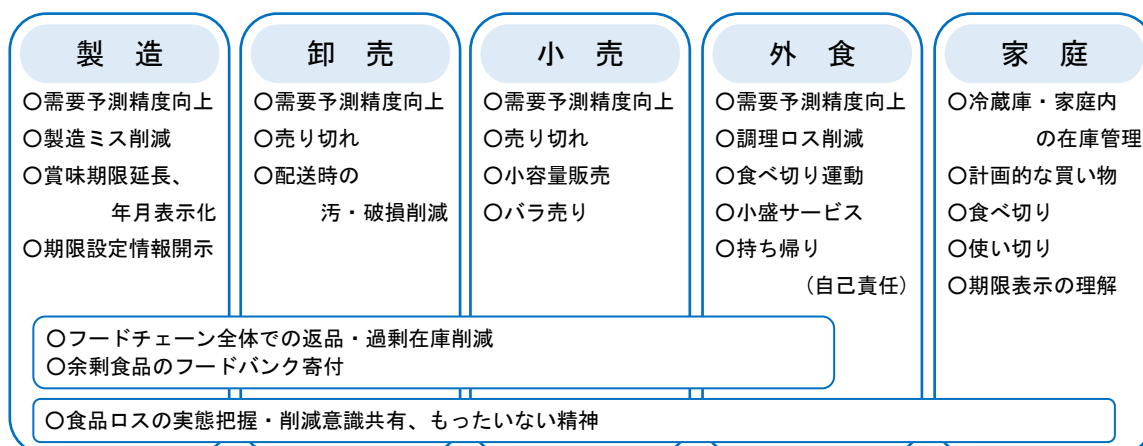 製 造
○需要予測精度向上
○製造ミス削減
○賞味期限延長、
年月表示化
○期限設定情報開示
卸 売
○需要予測精度向上
○売り切れ
○配送時の
汚・破損削減
小 売
○需要予測精度向上
○売り切れ
○小容量販売
○バラ売り
外 食
○需要予測精度向上
○調理ロス削減
○食べ切り運動
○小盛サービス
○持ち帰り
(自己責任)
家 庭
○冷蔵庫・家庭内
の在庫管理
○計画的な買い物
○食べ切り
○使い切り
○期限表示の理解
○フードチェーン全体での返品・過剰在庫削減
○余剰食品のフードバンク寄付
○食品ロスの実態把握・削減意識共有、もったいない精神